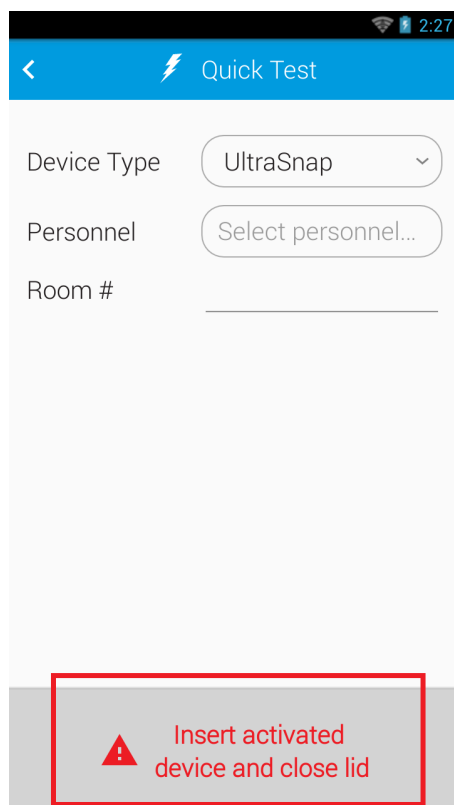 2:27
Quick Test
Device Type UltraSnap
Personnel Select personnel...
Room #
Insert activated
device and close lid